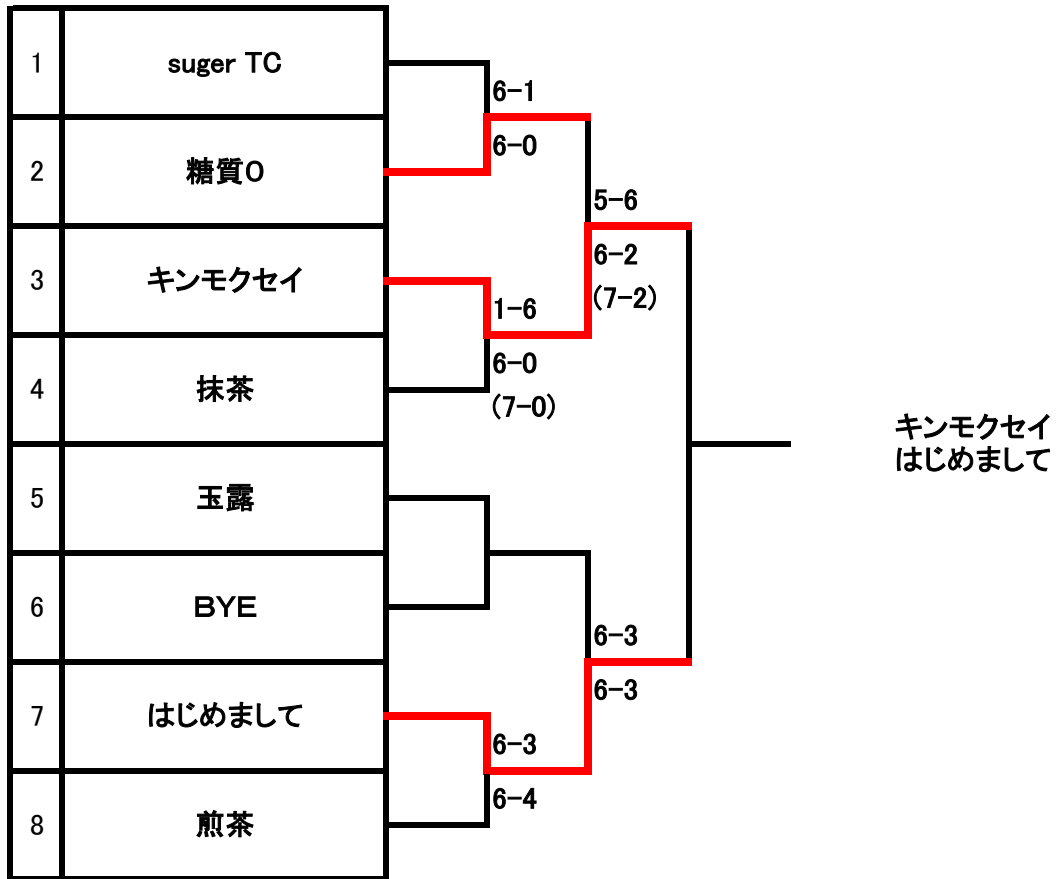 1 suger TC
6-1
6-0
2 糖質0
5-6
6-2
(7-2)
3 キンモクセイ
1-6
6-0
(7-0)
4 抹茶
キンモクセイ
はじめまして
5 玉露
6 BYE
6-3
6-3
7 はじめまして
6-3
6-4
8 煎茶